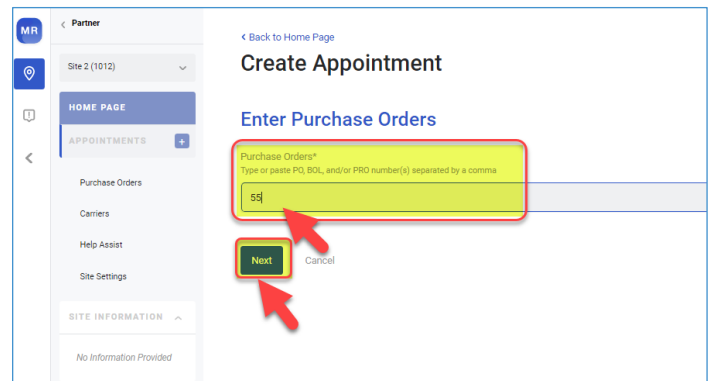 MR
Partner
Site 2 (1012)
HOME PAGE
APPOINTMENTS +
Purchase Orders
Carriers
Help Assist
Site Settings
SITE INFORMATION
No Information Provided
Back to Home Page
Create Appointment
Enter Purchase Orders
Purchase Orders*
Type or paste PO, BOL, and/or PRO number(s) separated by a comma
55
Next Cancel